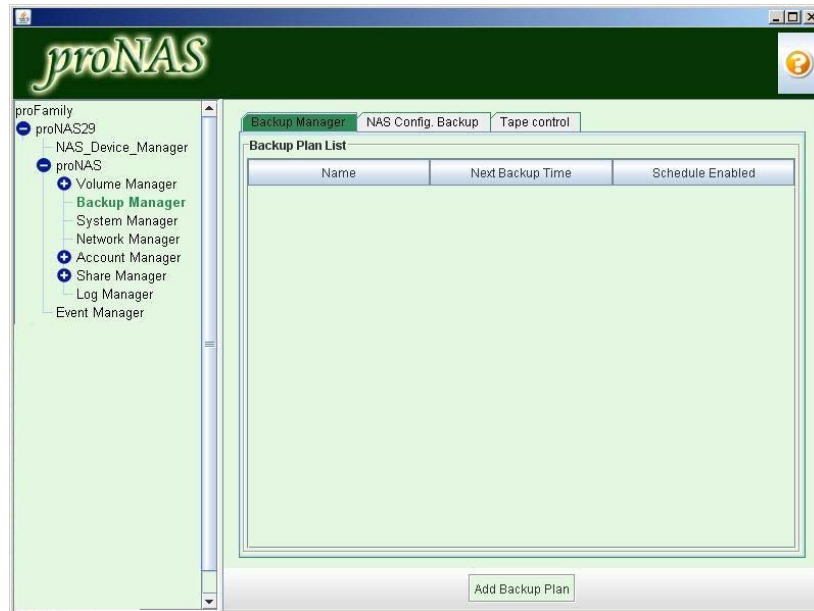 proNAS
proFamily
proNAS29
NAS_Device_Manager
proNAS
Volume Manager
Backup Manager
System Manager
Network Manager
Account Manager
Share Manager
Log Manager
Event Manager
Backup Manager NAS Config. Backup Tape control
Backup Plan List
Name Next Backup Time Schedule Enabled
Add Backup Plan